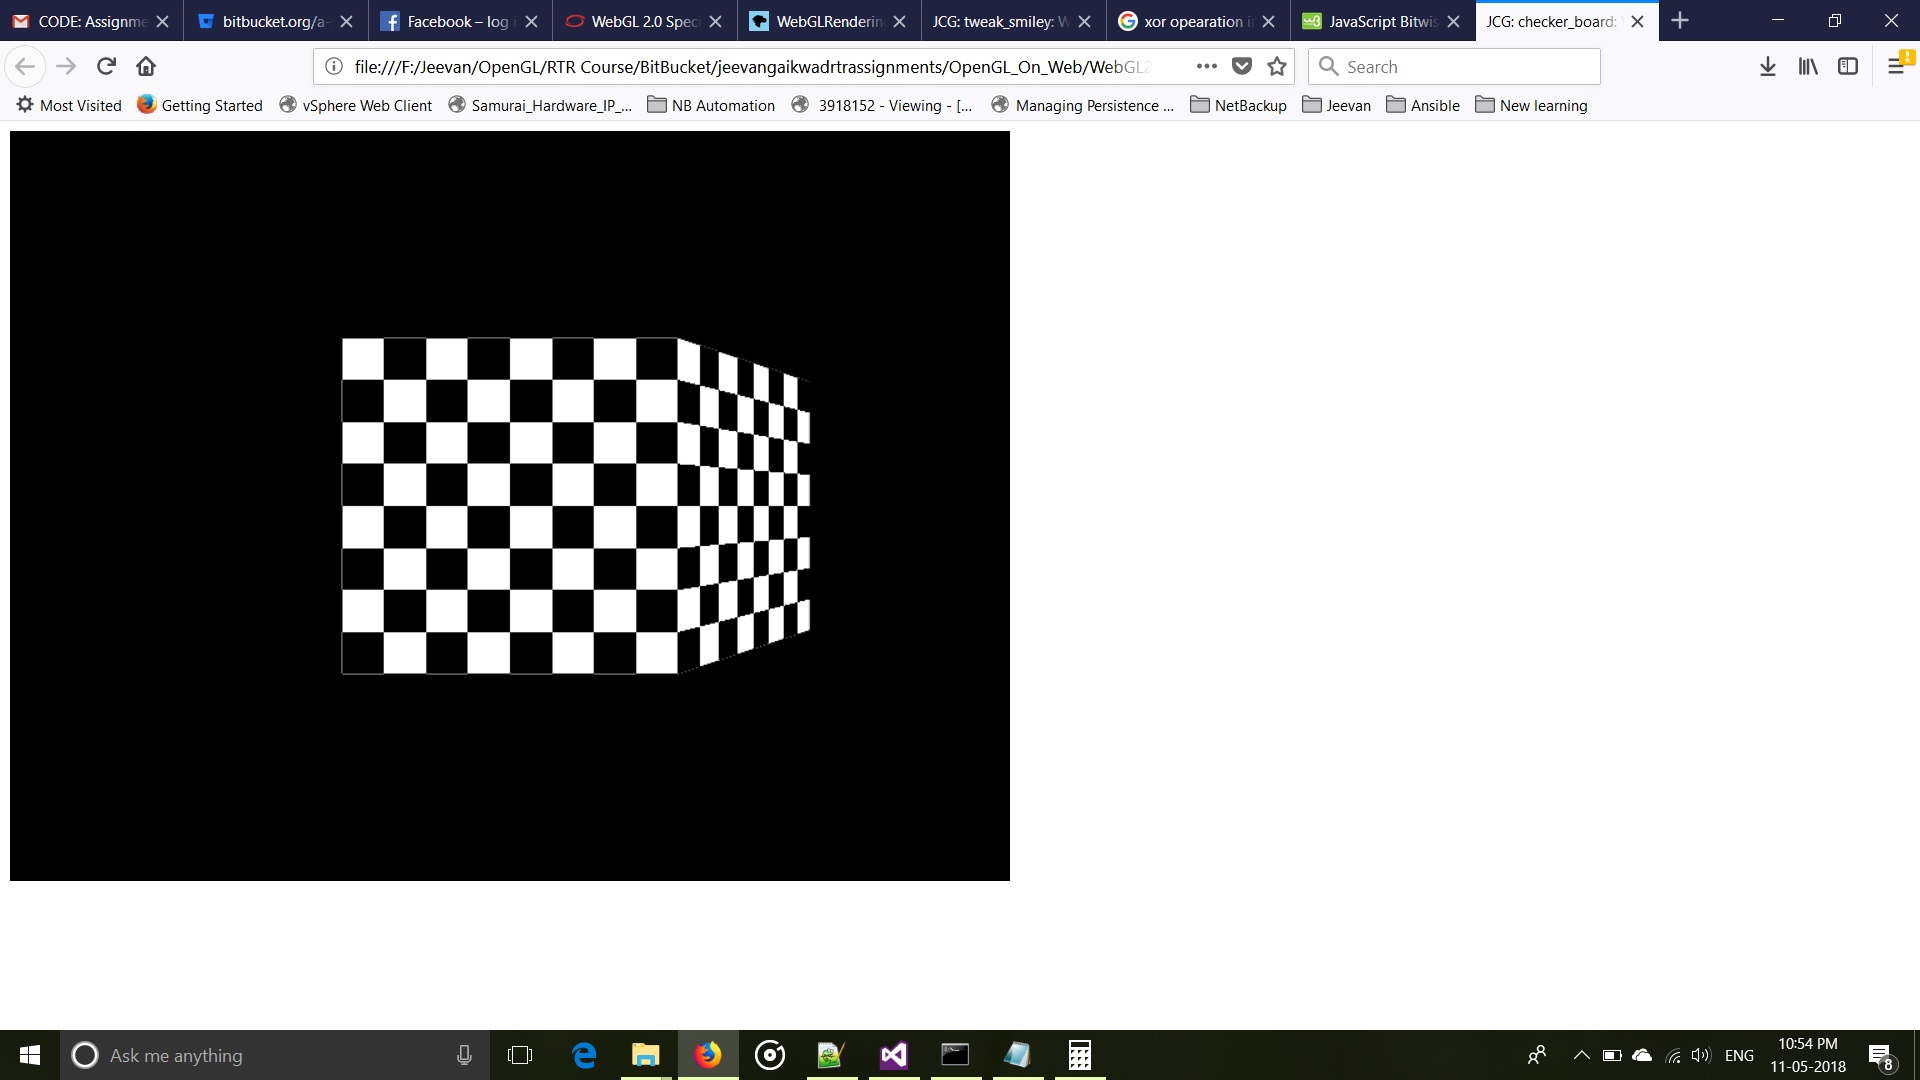 CODE: Assignme
bitbucket.org/a-
Facebook – log i
WebGL 2.0 Spec
WebGLRenderin
JCG: tweak_smiley: W
xor opearation i
JavaScript Bitwis
JCG: checker_board:
file:///F:/Jeevan/OpenGL/RTR Course/BitBucket/jeevangaikwadrtrassignments/OpenGL_On_Web/WebGL2
Search
Most Visited
Getting Started
vSphere Web Client
Samurai_Hardware_IP_...
NB Automation
3918152 - Viewing - [...
Managing Persistence ...
NetBackup
Jeevan
Ansible
New learning
Ask me anything
ENG
10:54 PM
11-05-2018
8